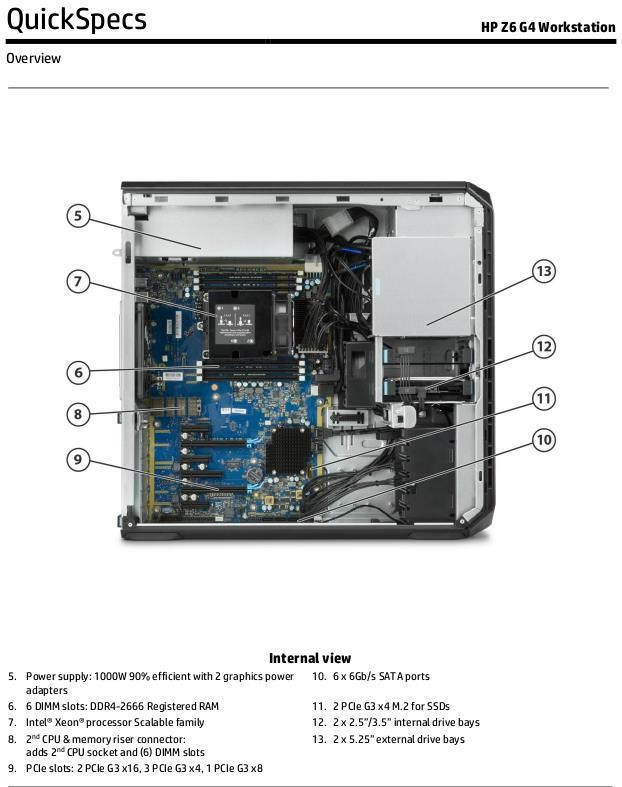 QuickSpecs
HP Z6 G4 Workstation
Overview
5
7
13
12
6
11
8
10
9
Internal view
5. Power supply: 1000W 90% efficient with 2 graphics power
adapters
6. 6 DIMM slots: DDR4-2666 Registered RAM
7. Intel® Xeon® processor Scalable family
8. 2nd CPU & memory riser connector:
adds 2nd CPU socket and (6) DIMM slots
9. PCIe slots: 2 PCIe G3 x16, 3 PCIe G3 x4, 1 PCIe G3 x8
10. 6 x 6Gb/s SATA ports
11. 2 PCIe G3 x4 M.2 for SSDs
12. 2 x 2.5"/3.5" internal drive bays
13. 2 x 5.25" external drive bays